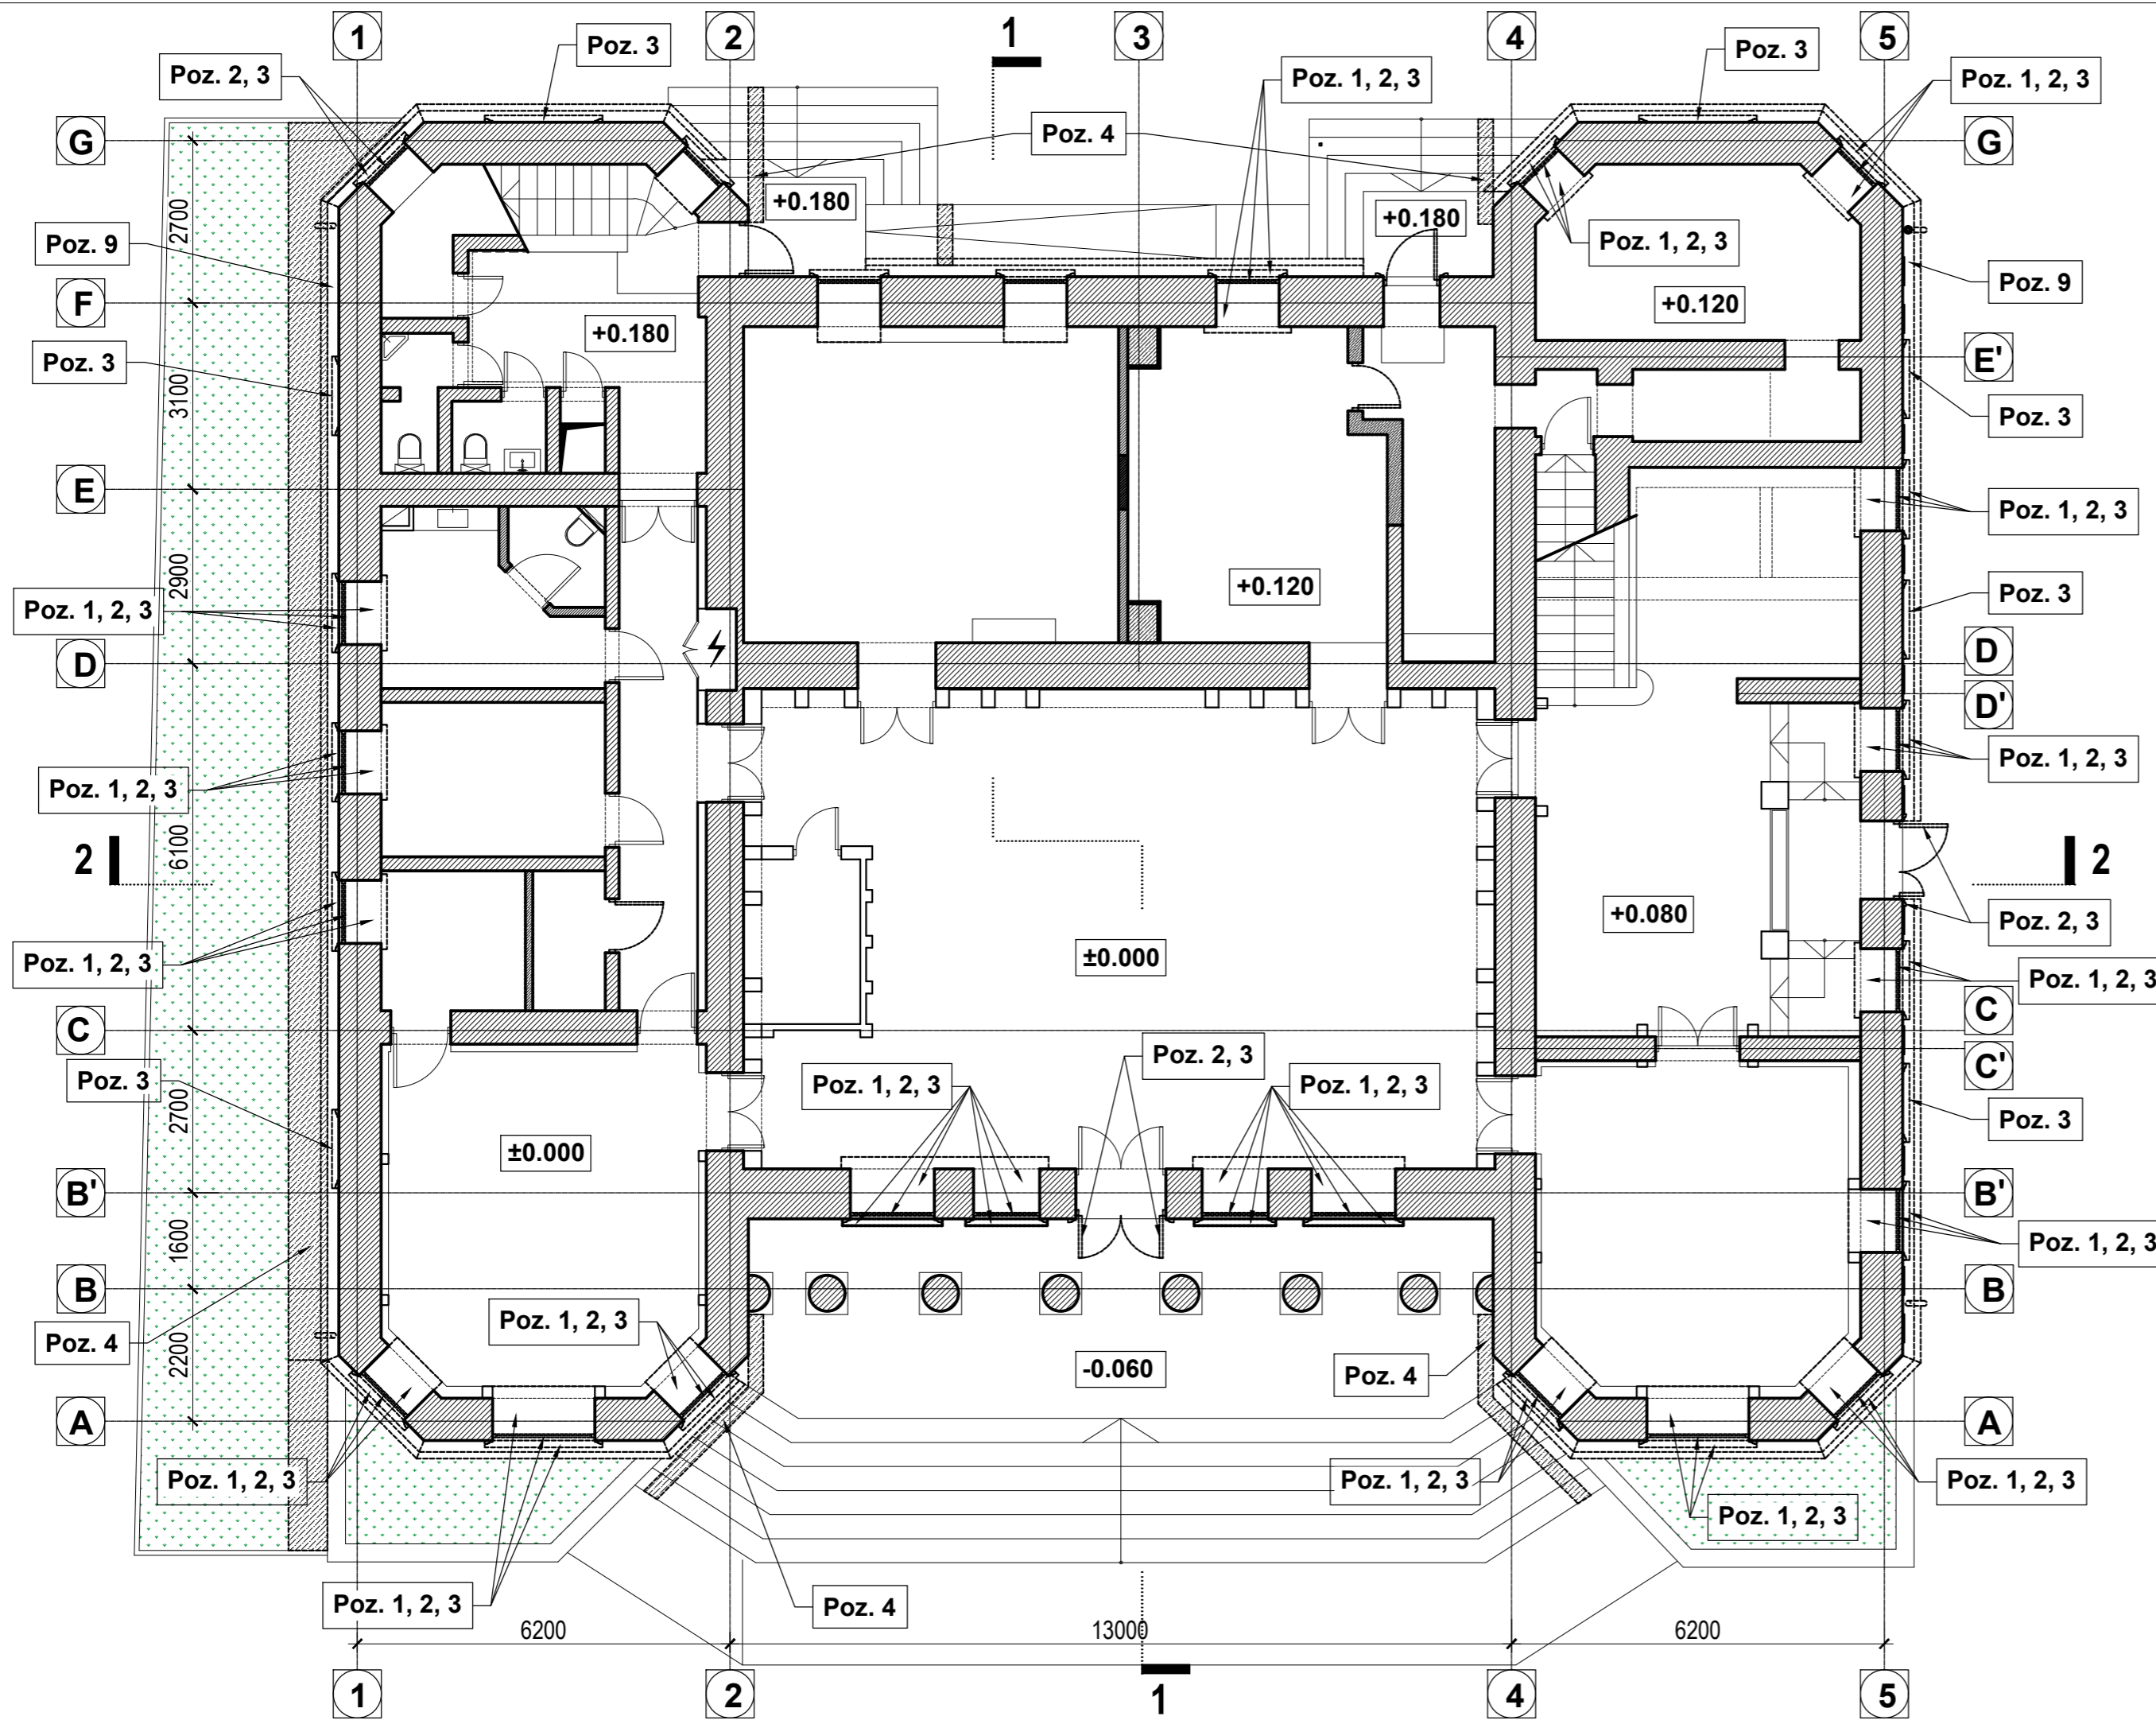 1
2
1
3
4
5
Poz. 3
Poz. 2, 3
Poz. 1, 2, 3
Poz. 3
Poz. 1, 2, 3
Poz. 4
G
G
+0.180
+0.180
2700
Poz. 9
Poz. 1, 2, 3
Poz. 9
F
+0.180
+0.120
Poz. 3
E'
3100
Poz. 3
E
Poz. 1, 2, 3
2900
+0.120
Poz. 3
Poz. 1, 2, 3
D
D
D'
Poz. 1, 2, 3
Poz. 1, 2, 3
6100
2
2
+0.080
Poz. 2, 3
Poz. 1, 2, 3
±0.000
Poz. 1, 2, 3
C
C
Poz. 2, 3
C'
Poz. 3
Poz. 1, 2, 3
Poz. 1, 2, 3
2700
Poz. 3
±0.000
B'
B'
1600
Poz. 1, 2, 3
B
B
Poz. 4
Poz. 1, 2, 3
2200
-0.060
Poz. 4
A
A
Poz. 1, 2, 3
Poz. 1, 2, 3
Poz. 1, 2, 3
Poz. 1, 2, 3
Poz. 1, 2, 3
Poz. 4
6200
13000
6200
1
2
1
4
5